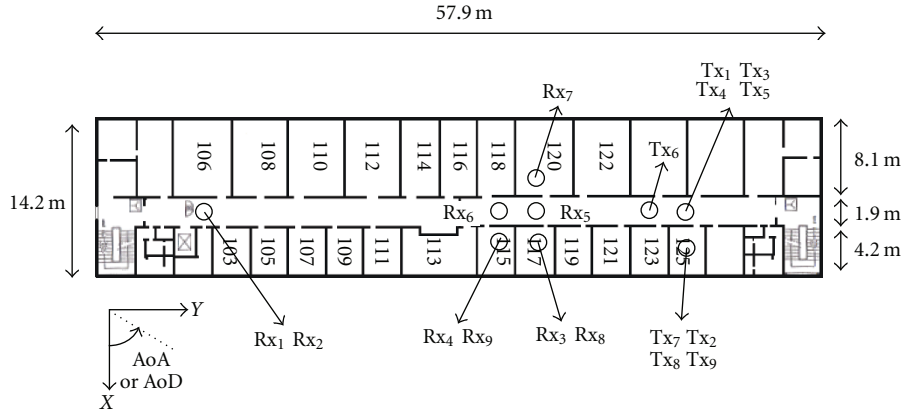 57.9 m
Tx1 Tx3
Tx4 Tx5
Rx7
106
108
110
112
114
116
118
120
122
Tx6
8.1 m
14.2 m
Rx6
Rx5
1.9 m
103
105
107
109
111
113
115
117
119
121
123
125
4.2 m
Y
Rx1 Rx2
Rx4 Rx9
Rx3 Rx8
Tx7 Tx2
Tx8 Tx9
AoA
or AoD
X